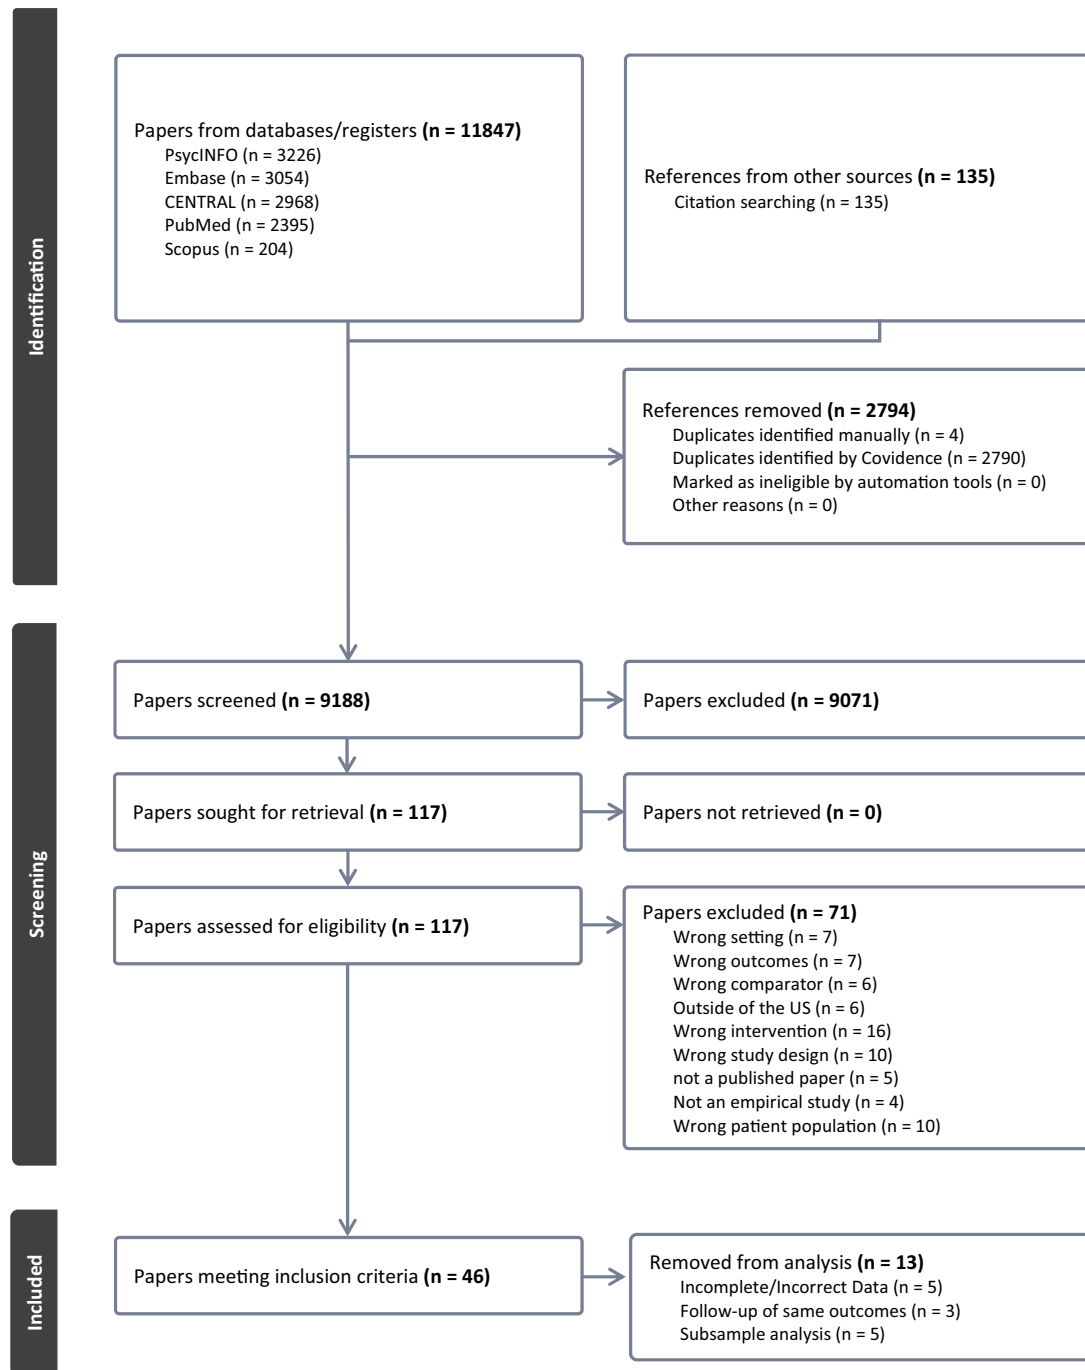 Identification
Papers from databases/registers (n = 11847)
PsycINFO (n = 3226)
Embase (n = 3054)
CENTRAL (n = 2968)
PubMed (n = 2395)
Scopus (n = 204)
References from other sources (n = 135)
Citation searching (n = 135)
References removed (n = 2794)
Duplicates identified manually (n = 4)
Duplicates identified by Covidence (n = 2790)
Marked as ineligible by automation tools (n = 0)
Other reasons (n = 0)
Screening
Papers screened (n = 9188)
Papers excluded (n = 9071)
Papers sought for retrieval (n = 117)
Papers not retrieved (n = 0)
Papers assessed for eligibility (n = 117)
Papers excluded (n = 71)
Wrong setting (n = 7)
Wrong outcomes (n = 7)
Wrong comparator (n = 6)
Outside of the US (n = 6)
Wrong intervention (n = 16)
Wrong study design (n = 10)
not a published paper (n = 5)
Not an empirical study (n = 4)
Wrong patient population (n = 10)
Included
Papers meeting inclusion criteria (n = 46)
Removed from analysis (n = 13)
Incomplete/Incorrect Data (n = 5)
Follow-up of same outcomes (n = 3)
Subsample analysis (n = 5)